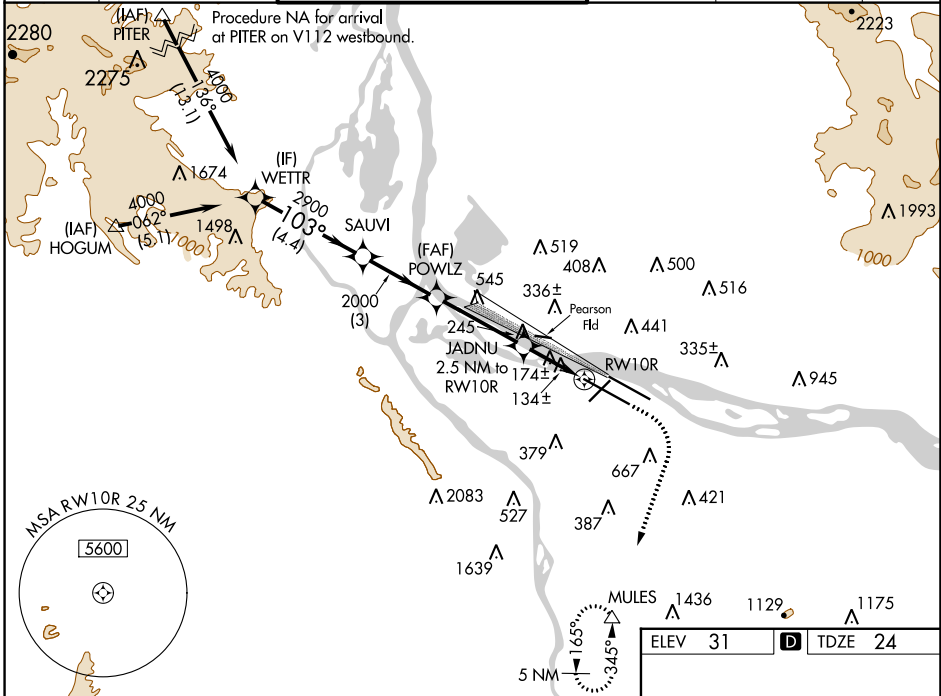 (IAF)
PITER
Procedure NA for arrival
at PITER on V112 westbound.
2280
2275
2223
4000
136°
(13.1)
1674
(IF)
WETTR
4000
062°
(5.1)
(IAF)
HOGUM
1000
1498
2900
103°
(4.4)
SAUVI
(FAF)
POWLZ
2000
(3)
545
519
408
500
516
336±
Pearson
Fld
441
335±
245
JADNU
2.5 NM to
RW10R
174±
134±
RW10R
945
1993
1000
379
667
421
387
2083
527
1639
MSA RW10R 25 NM
5600
MULES
1436
1129
1175
165°
345°
5 NM
ELEV 31 D TDZE 24